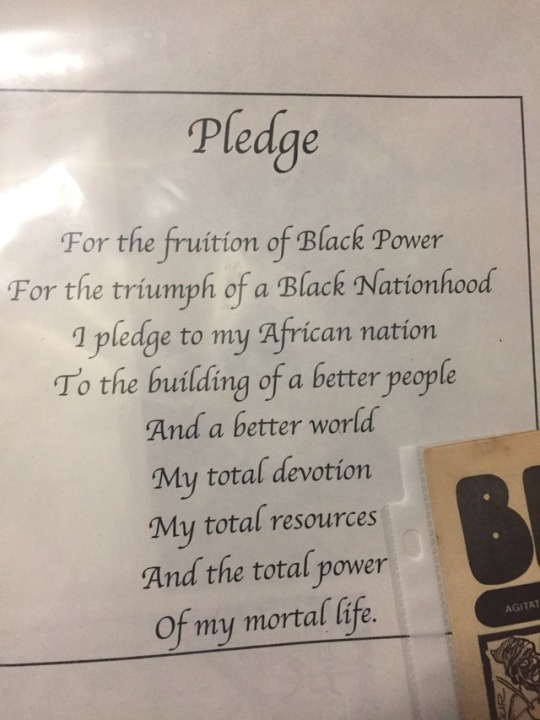 Pledge
For the fruition of Black Power
For the triumph of a Black Nationhood
I pledge to my African nation
To the building of a better people
And a better world
My total devotion
My total resources
And the total power
Of my mortal life.
B
AGITAT